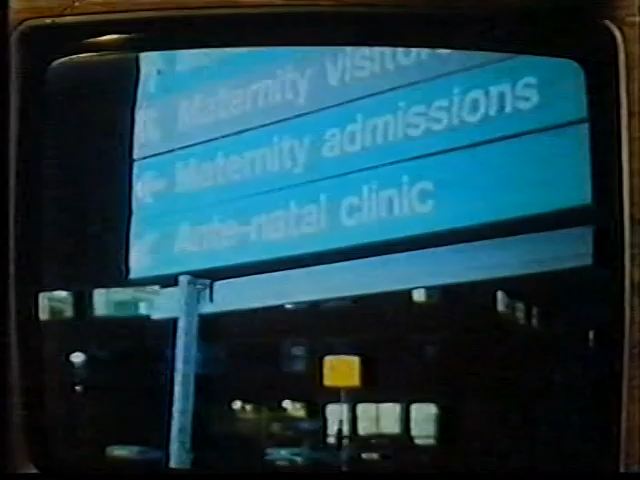 Maternity visitors
← Maternity admissions
Ante-natal clinic